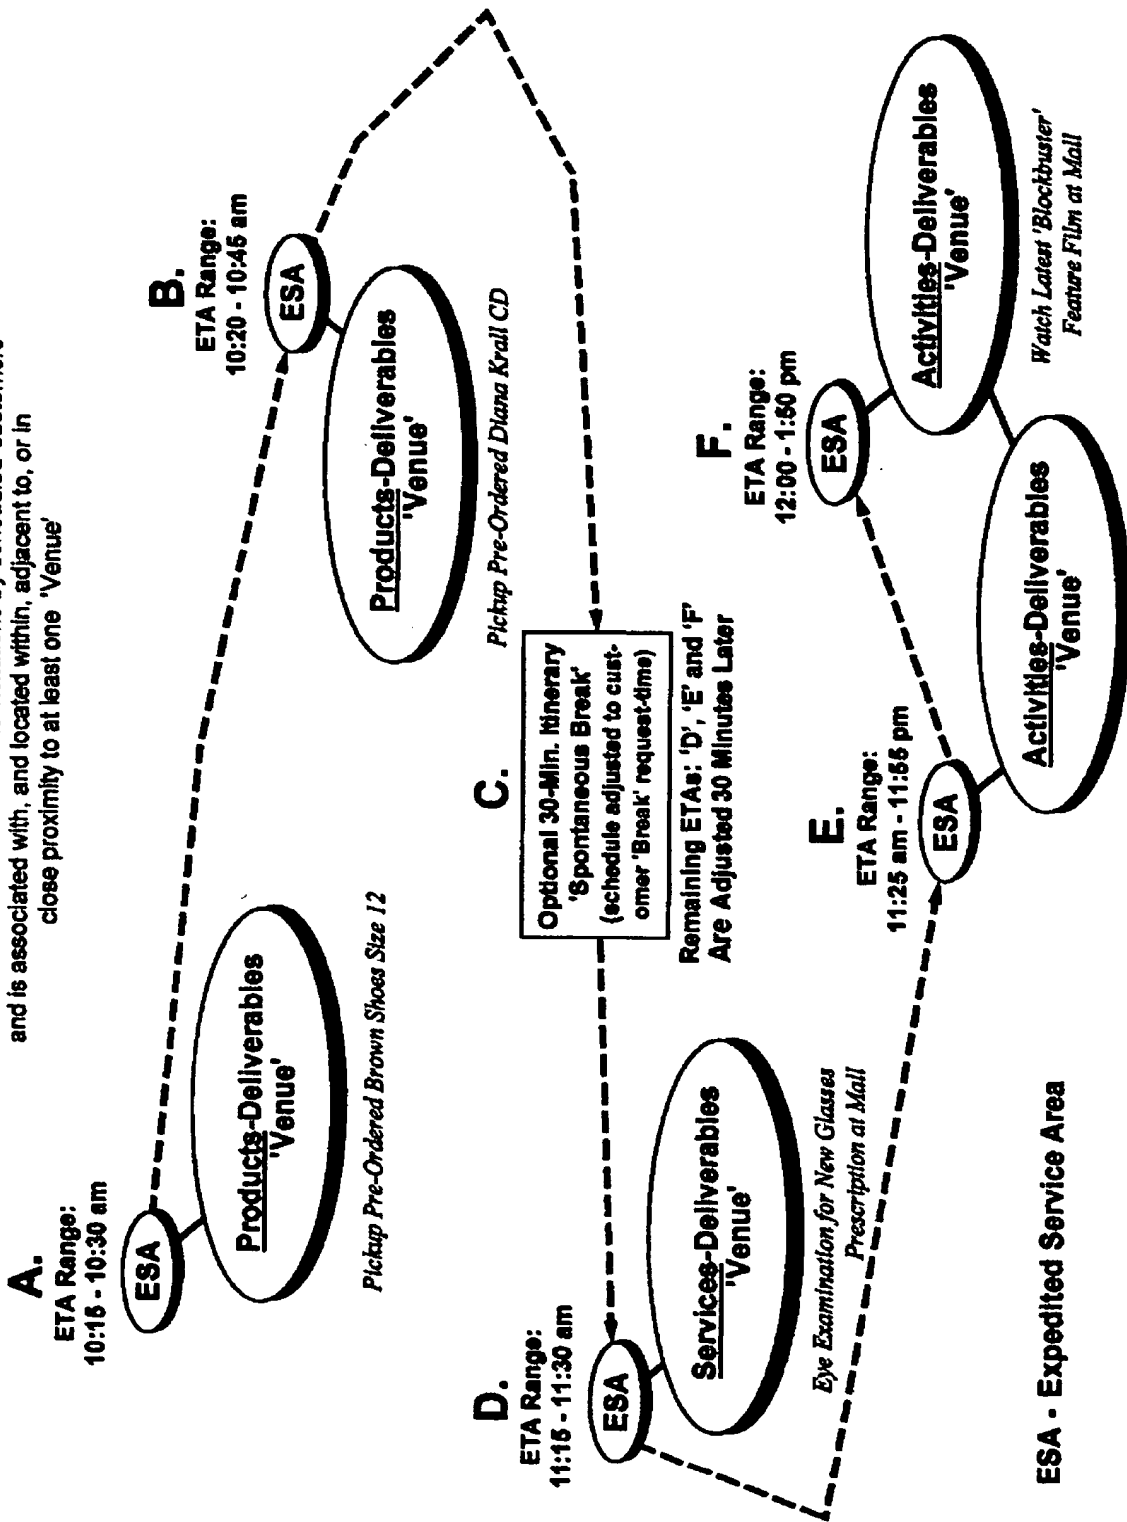 and is associated with, and located within, adjacent to, or in
close proximity to at least one 'Venue'
A.
ETA Range:
10:15 - 10:30 am
ESA
Products-Deliverables
'Venue'
Pickup Pre-Ordered Brown Shoes Size 12
B.
ETA Range:
10:20 - 10:45 am
ESA
Products-Deliverables
'Venue'
Pickup Pre-Ordered Diana Krall CD
C.
Optional 30-Min. Itinerary
'Spontaneous Break'
(schedule adjusted to cust-
omer 'Break' request-time)
Remaining ETAs: 'D', 'E' and 'F'
Are Adjusted 30 Minutes Later
D.
ETA Range:
11:15 - 11:30 am
ESA
Services-Deliverables
'Venue'
Eye Examination for New Glasses
Prescription at Mall
E.
ETA Range:
11:25 am - 11:55 pm
ESA
Activities-Deliverables
'Venue'
F.
ETA Range:
12:00 - 1:50 pm
ESA
Activities-Deliverables
'Venue'
Watch Latest 'Blockbuster'
Feature Film at Mall
ESA - Expedited Service Area